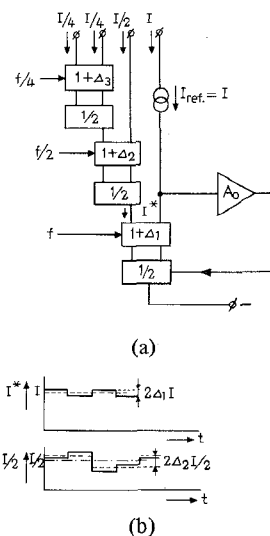 I/4 I/4 I/2 I
f/4 1+Δ3 Iref.=I
1/2
f/2 1+Δ2
1/2 A0
I*
f 1+Δ1
1/2
ø−
(a)
I* I 2Δ1I
t
I/2 I/2 2Δ2I/2
t
(b)